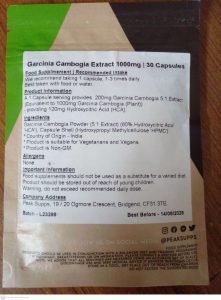 Garcinia Cambogia Extract 1000mg | 30 Capsules
Food Supplement | Recommended Intake
We recommend taking 1 capsule, 1-3 times daily.
Best taken with food or water.
Product Information
A 1 Capsule serving provides: 200mg Garcinia Cambogia 5:1 Extract
(Equivalent to 1000mg Garcinia Cambogia (Plant))
- providing 120mg Hydroxycitric Acid (HCA).
Ingredients
Garcinia Cambogia Powder (5:1 Extract) (60% Hydroxycitric Acid
'HCA'), Capsule Shell (Hydroxypropyl Methylcellulose 'HPMC').
* Country of Origin - India
* Product is suitable for Vegetarians and Vegans
* Product is Non-GM
Allergens
None
Important Information
Food supplements should not be used as a substitute for a varied diet.
Product should be stored out of reach of young children.
Warning, do not exceed recommended daily dose.
Company Address
Peak Supps, 19 / 20 Ogmore Crescent, Bridgend, CF31 3TE
Batch - L23299
Best Before - 14/06/2026
ON SOCIAL
@PEAKSUPPS